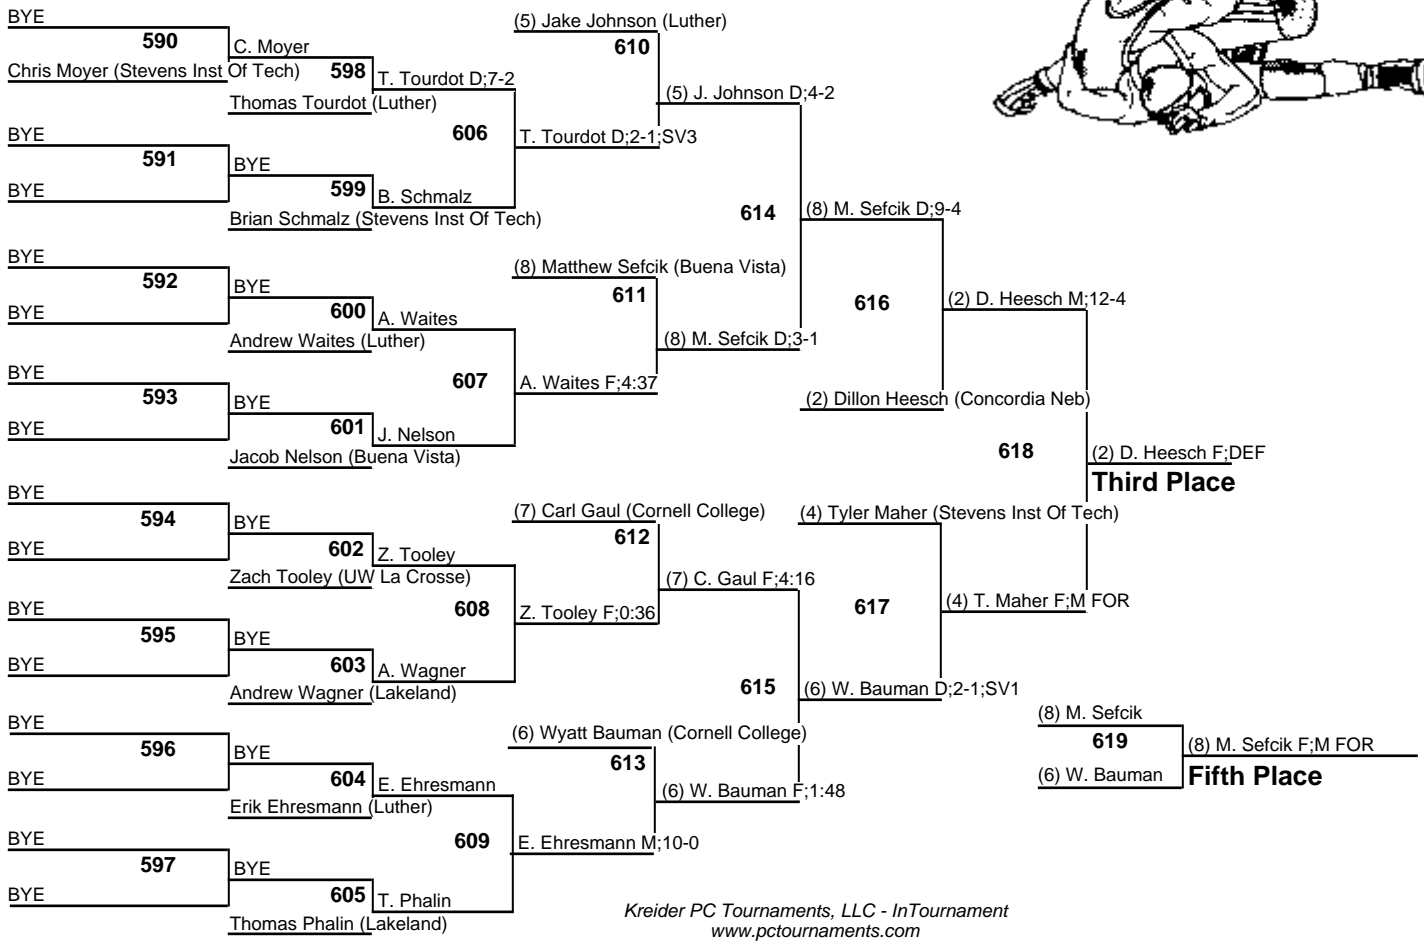 BYE
590
Chris Moyer (Stevens Inst Of Tech)
C. Moyer
598
Thomas Tourdot (Luther)
T. Tourdot D;7-2
BYE
591
BYE
BYE
599
Brian Schmalz (Stevens Inst Of Tech)
B. Schmalz
606
T. Tourdot D;2-1;SV3
(5) Jake Johnson (Luther)
610
(5) J. Johnson D;4-2
BYE
592
BYE
BYE
600
Andrew Waites (Luther)
A. Waites
BYE
593
BYE
BYE
601
Jacob Nelson (Buena Vista)
J. Nelson
607
A. Waites F;4:37
(8) Matthew Sefcik (Buena Vista)
611
(8) M. Sefcik D;3-1
614
(8) M. Sefcik D;9-4
616
(2) Dillon Heesch (Concordia Neb)
(2) D. Heesch M;12-4
BYE
594
BYE
BYE
602
Zach Tooley (UW La Crosse)
Z. Tooley
BYE
595
BYE
BYE
603
Andrew Wagner (Lakeland)
A. Wagner
608
Z. Tooley F;0:36
(7) Carl Gaul (Cornell College)
612
(7) C. Gaul F;4:16
BYE
596
BYE
BYE
604
Erik Ehresmann (Luther)
E. Ehresmann
BYE
597
BYE
BYE
605
Thomas Phalin (Lakeland)
T. Phalin
609
E. Ehresmann M;10-0
(6) Wyatt Bauman (Cornell College)
613
(6) W. Bauman F;1:48
615
(6) W. Bauman D;2-1;SV1
(4) Tyler Maher (Stevens Inst Of Tech)
617
(4) T. Maher F;M FOR
618
(2) D. Heesch F;DEF
Third Place
(8) M. Sefcik
619
(6) W. Bauman
(8) M. Sefcik F;M FOR
Fifth Place
Kreider PC Tournaments, LLC - InTournament
www.pctournaments.com